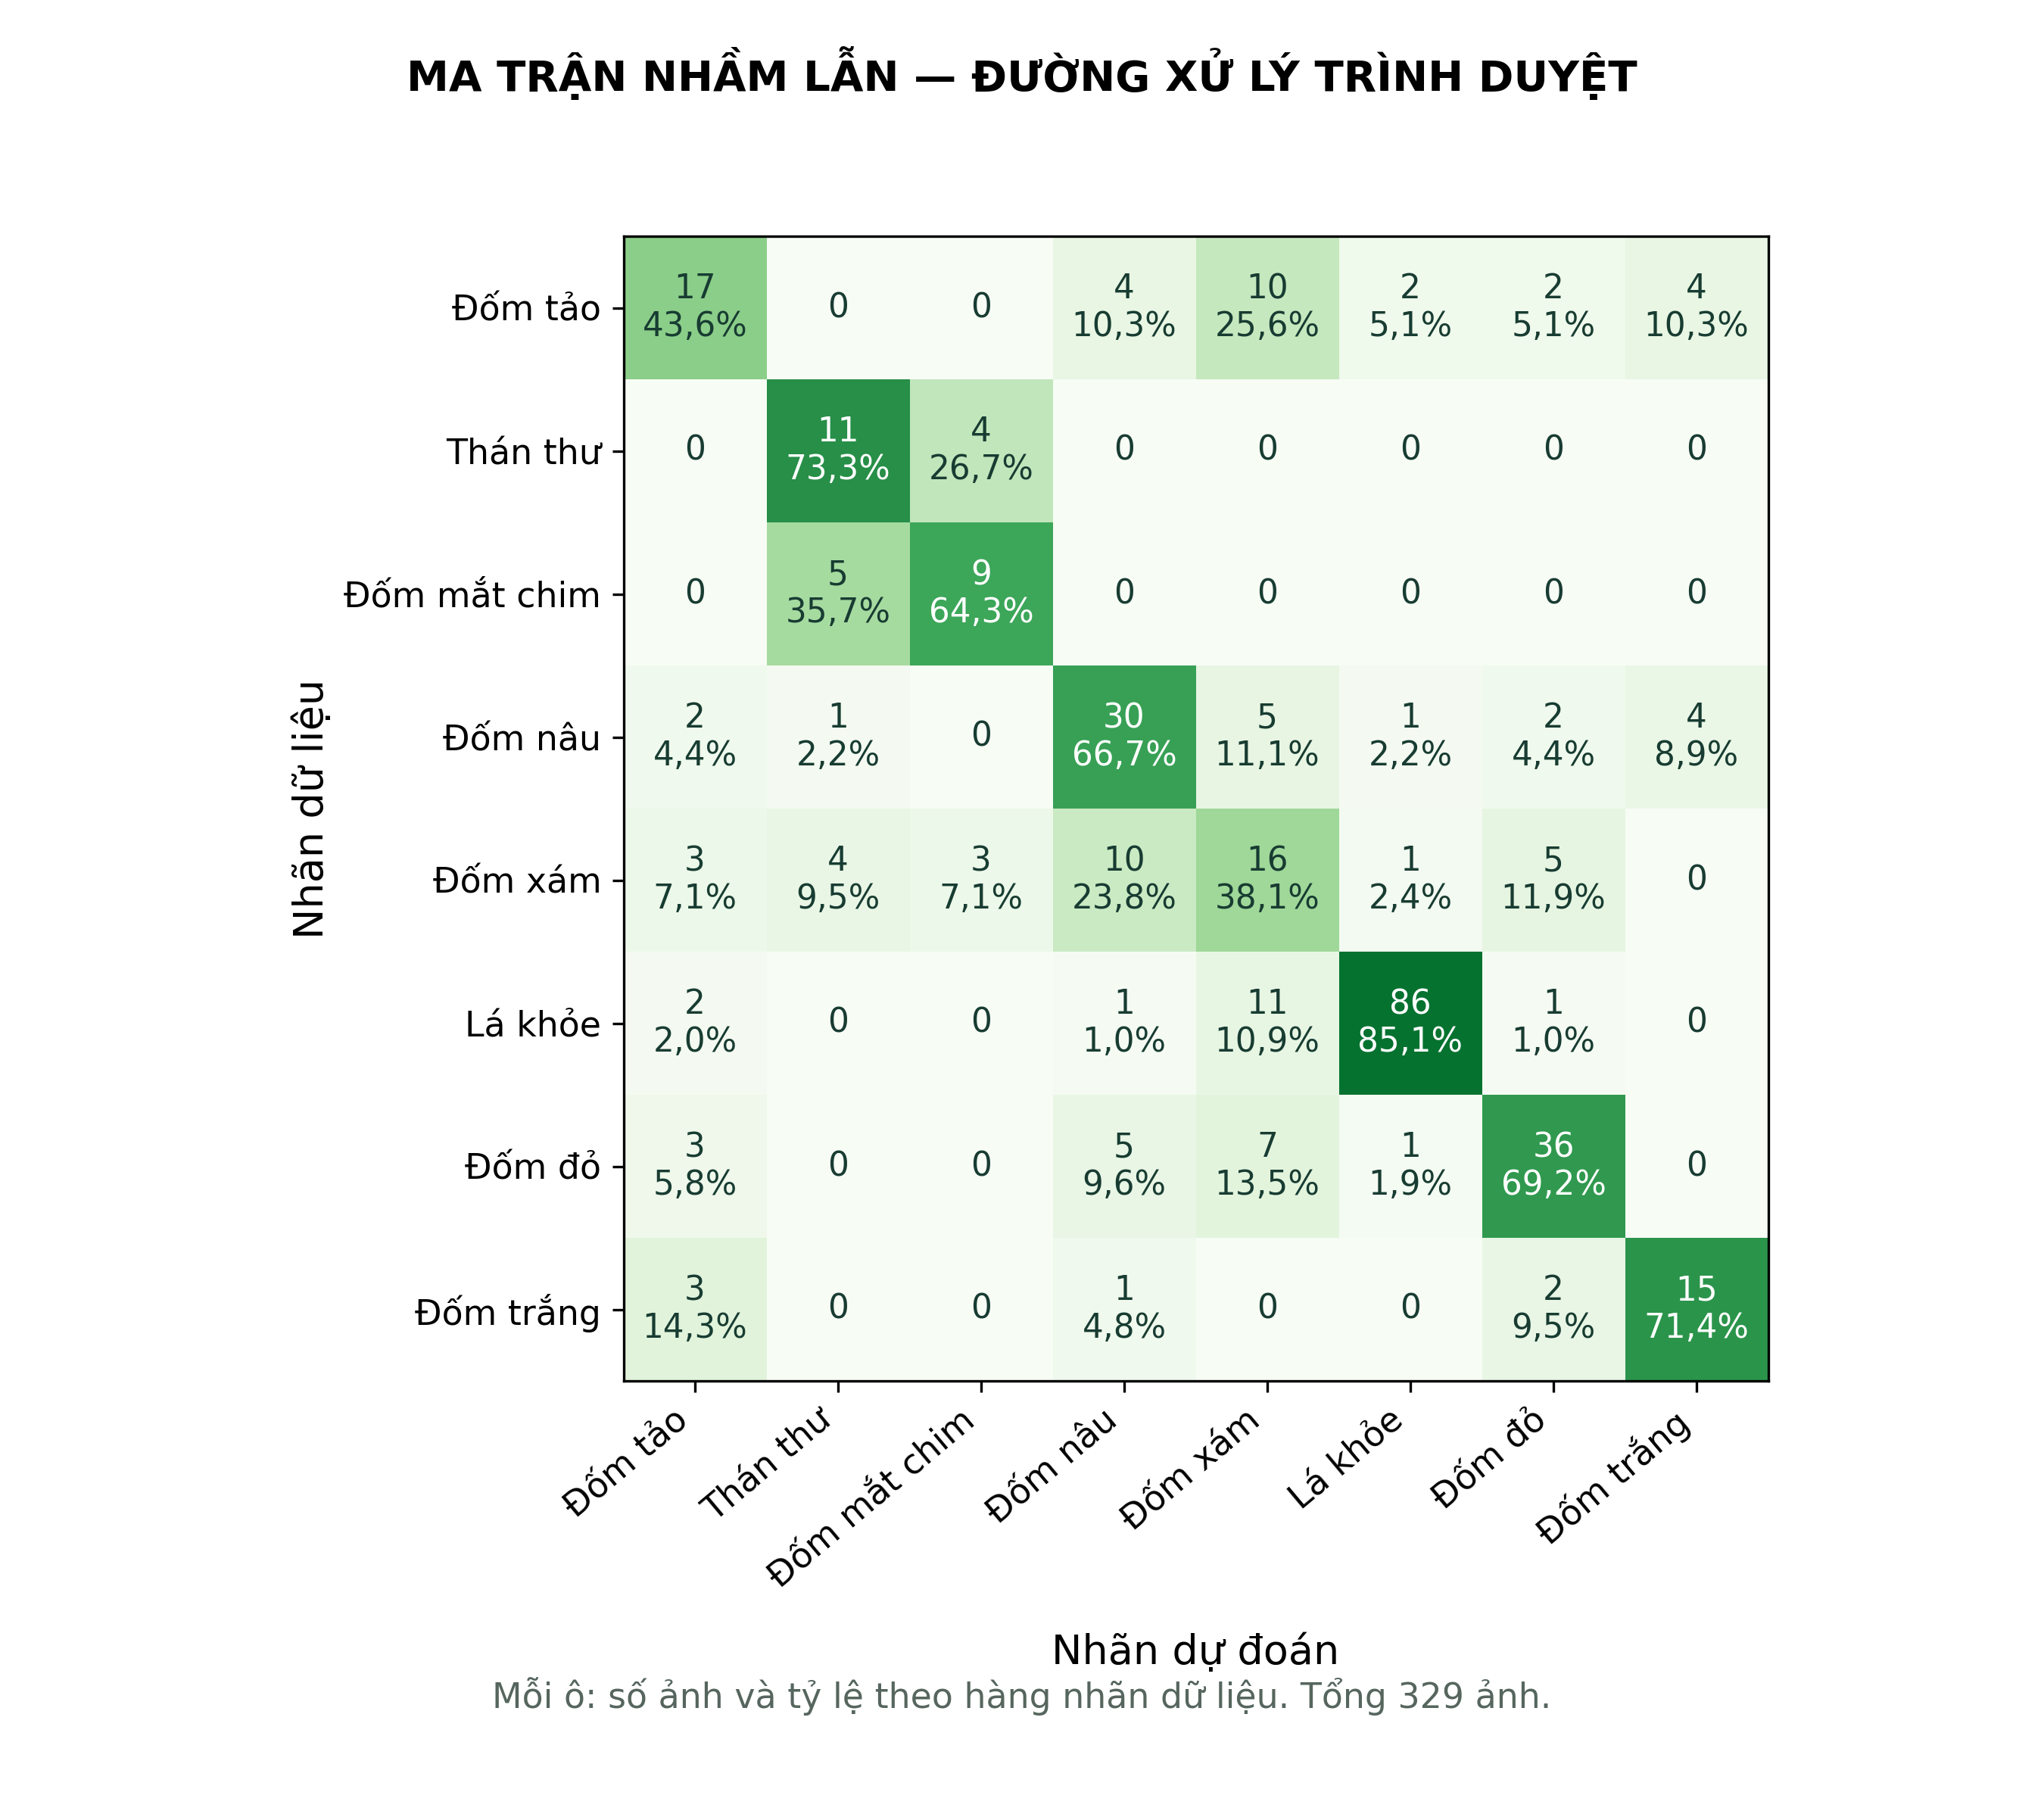 MA TRẬN NHẦM LẪN — ĐƯỜNG XỬ LÝ TRÌNH DUYỆT
Nhãn dữ liệu
Đốm tảo
17 0 0 4 10 2 2 4
43,6% 10,3% 25,6% 5,1% 5,1% 10,3%
Thán thư
0 11 4 0 0 0 0 0
73,3% 26,7%
Đốm mắt chim
0 5 9 0 0 0 0 0
35,7% 64,3%
Đốm nâu
2 1 0 30 5 1 2 4
4,4% 2,2% 66,7% 11,1% 2,2% 4,4% 8,9%
Đốm xám
3 4 3 10 16 1 5 0
7,1% 9,5% 7,1% 23,8% 38,1% 2,4% 11,9%
Lá khỏe
2 0 0 1 11 86 1 0
2,0% 1,0% 10,9% 85,1% 1,0%
Đốm đỏ
3 0 0 5 7 1 36 0
5,8% 9,6% 13,5% 1,9% 69,2%
Đốm trắng
3 0 0 1 0 0 2 15
14,3% 4,8% 9,5% 71,4%
Đốm tảo
Thán thư
Đốm mắt chim
Đốm nâu
Đốm xám
Lá khỏe
Đốm đỏ
Đốm trắng
Nhãn dự đoán
Mỗi ô: số ảnh và tỷ lệ theo hàng nhãn dữ liệu. Tổng 329 ảnh.